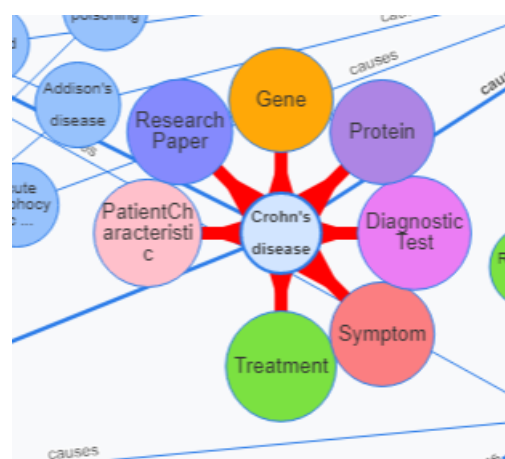 poisoning
causes
causes
Addison's
disease
Research
Paper
Gene
Protein
PatientCh
aracteristi
c
Crohn's
disease
Diagnostic
Test
Treatment
Symptom
causes